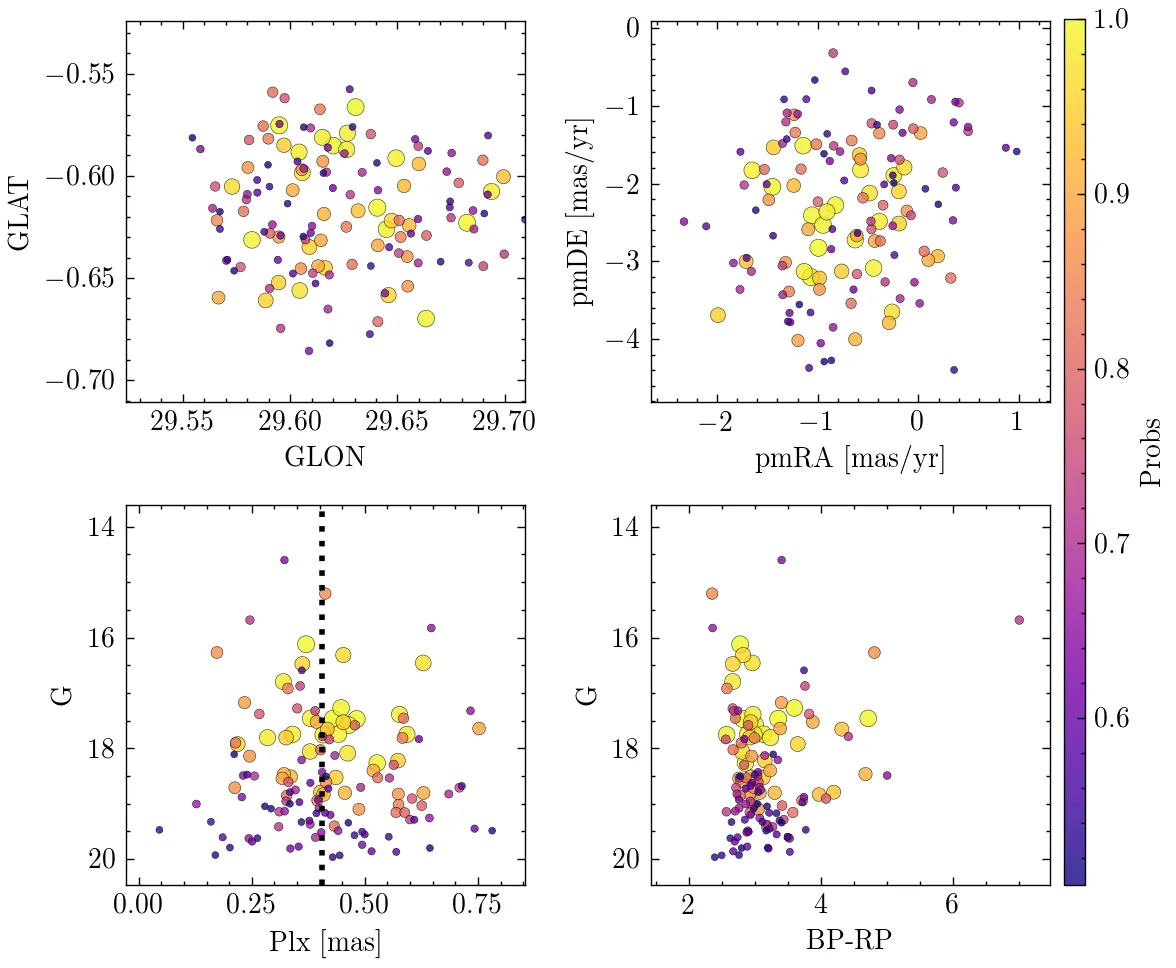 −0.55
−0.60
−0.65
−0.70
GLAT
29.55 29.60 29.65 29.70
GLON
0
−1
−2
−3
−4
pmDE [mas/yr]
−2 −1 0 1
pmRA [mas/yr]
14
16
18
20
G
0.00 0.25 0.50 0.75
Plx [mas]
14
16
18
20
G
2 4 6
BP-RP
1.0
0.9
0.8
0.7
0.6
Probs